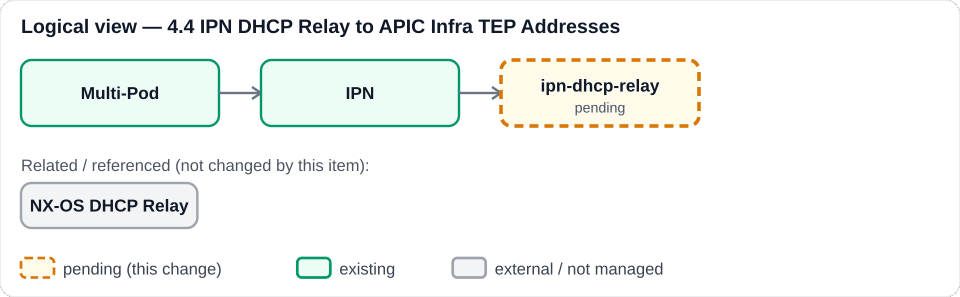 Logical view — 4.4 IPN DHCP Relay to APIC Infra TEP Addresses
Multi-Pod
IPN
ipn-dhcp-relay
pending
Related / referenced (not changed by this item):
NX-OS DHCP Relay
pending (this change)
existing
external / not managed